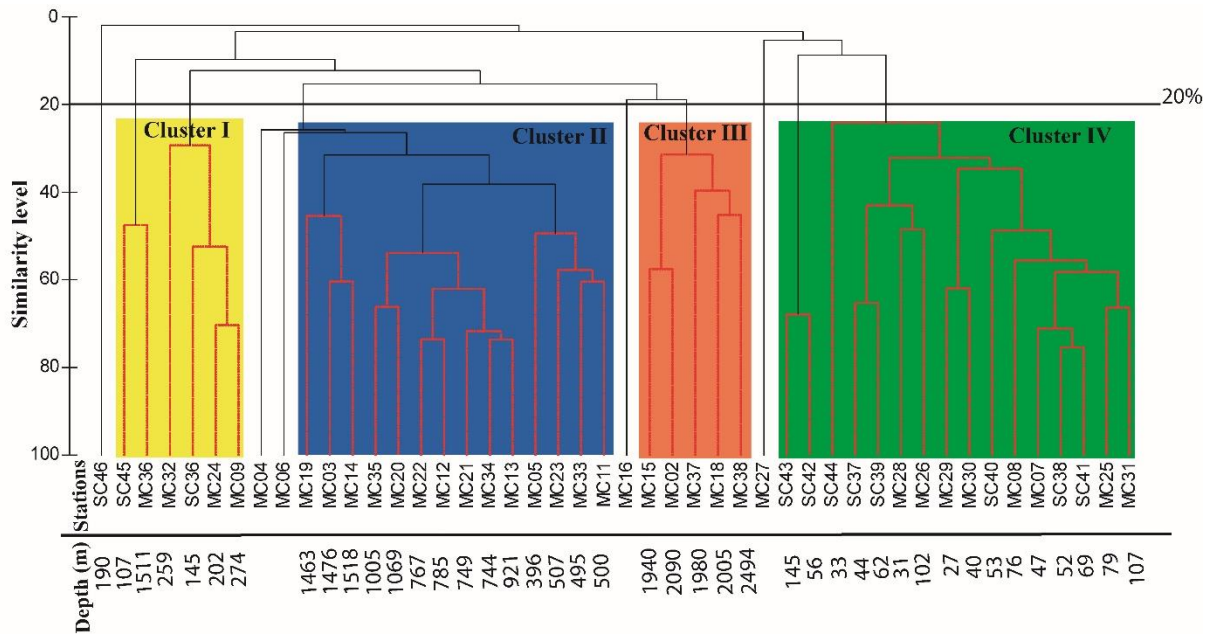 0
20
40
60
80
100
Similarity level
20%
Cluster I
Cluster II
Cluster III
Cluster IV
Stations
SC46
SC45
MC36
MC32
SC36
MC24
MC09
MC04
MC06
MC19
MC03
MC14
MC35
MC20
MC22
MC12
MC21
MC34
MC13
MC05
MC23
MC33
MC11
MC16
MC15
MC02
MC37
MC18
MC38
MC27
SC43
SC42
SC44
SC37
SC39
MC28
MC26
MC29
MC30
SC40
MC08
MC07
SC38
SC41
MC25
MC31
Depth (m)
190
107
1511
259
145
202
274
1463
1476
1518
1005
1069
767
785
749
744
921
396
507
495
500
1940
2090
1980
2005
2494
145
56
33
44
62
31
102
27
40
53
76
47
52
69
79
107